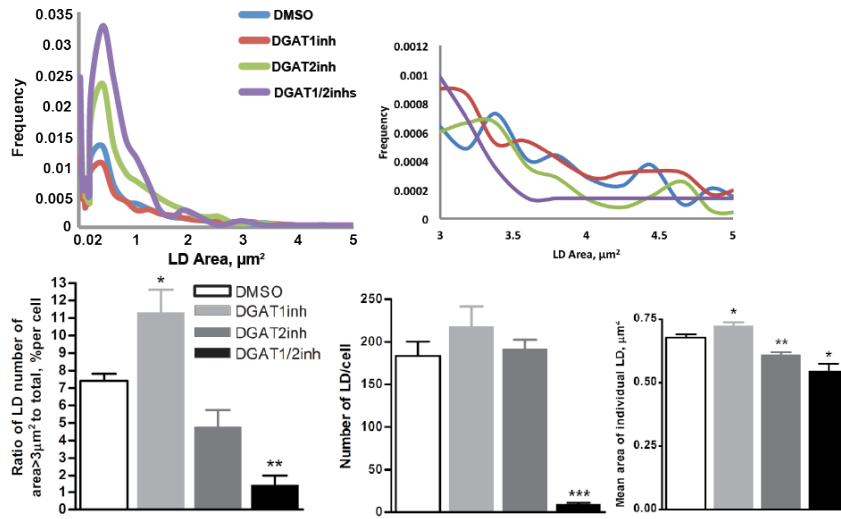 0.035
0.03
0.025
0.02
0.015
0.01
0.005
0
Frequency
DMSO
DGAT1inh
DGAT2inh
DGAT1/2inhs
0.02 1 2 3 4 5
LD Area, µm²
0.0012
0.001
0.0008
0.0006
0.0004
0.0002
0
Frequency
3 3.5 4 4.5 5
LD Area, µm²
13
12
11
10
9
8
7
6
5
4
3
2
1
0
Ratio of LD number of
area>3µm² to total, %per cell
*
**
DMSO
DGAT1inh
DGAT2inh
DGAT1/2inh
250
200
150
100
50
0
Number of LD/cell
***
0.75
0.50
0.25
0.00
Mean area of individual LD, µm²
*
**
*